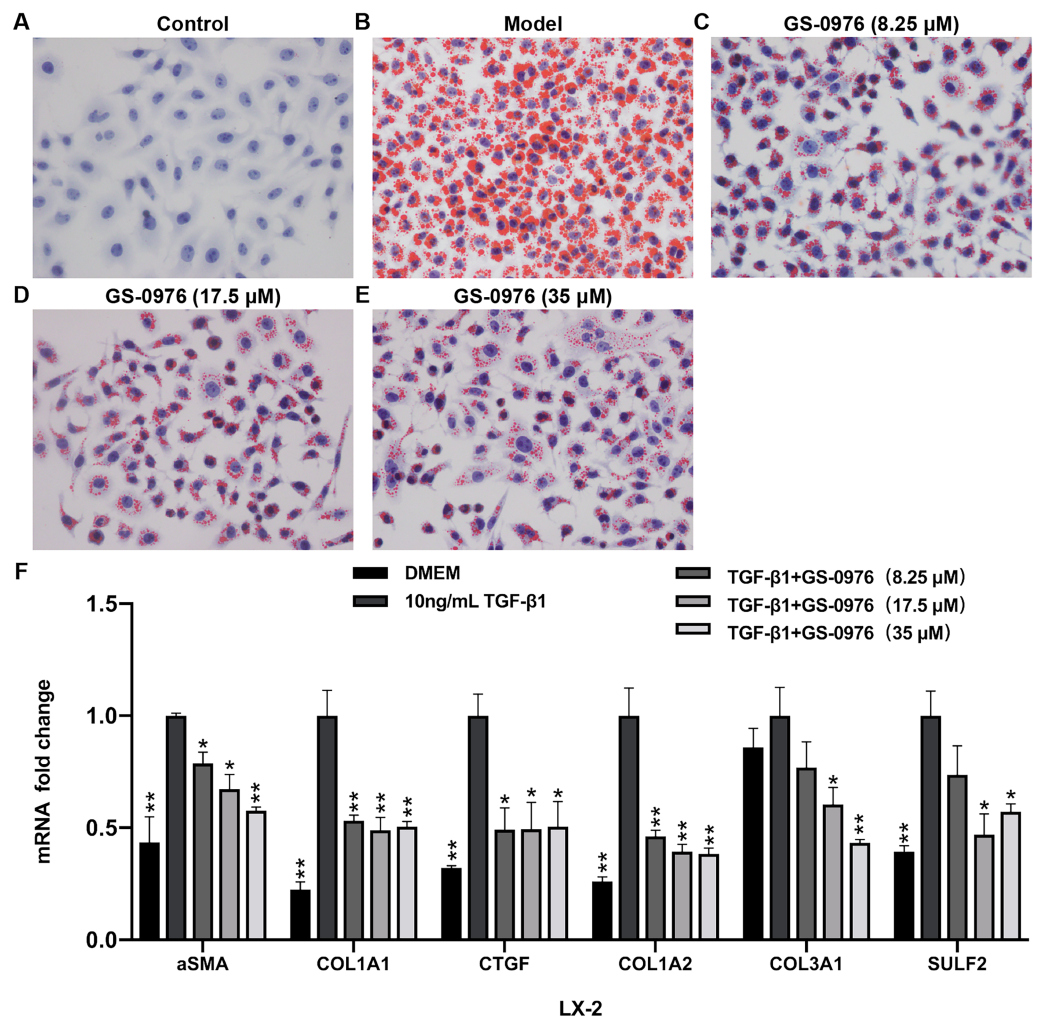 A Control
B Model
C GS-0976 (8.25 μM)
D GS-0976 (17.5 μM)
E GS-0976 (35 μM)
F
DMEM
10ng/mL TGF-β1
TGF-β1+GS-0976 (8.25 μM)
TGF-β1+GS-0976 (17.5 μM)
TGF-β1+GS-0976 (35 μM)
mRNA fold change
1.5
1.0
0.5
0.0
** * * **
** ** ** **
** * * *
** ** ** **
* **
** * *
aSMA COL1A1 CTGF COL1A2 COL3A1 SULF2
LX-2